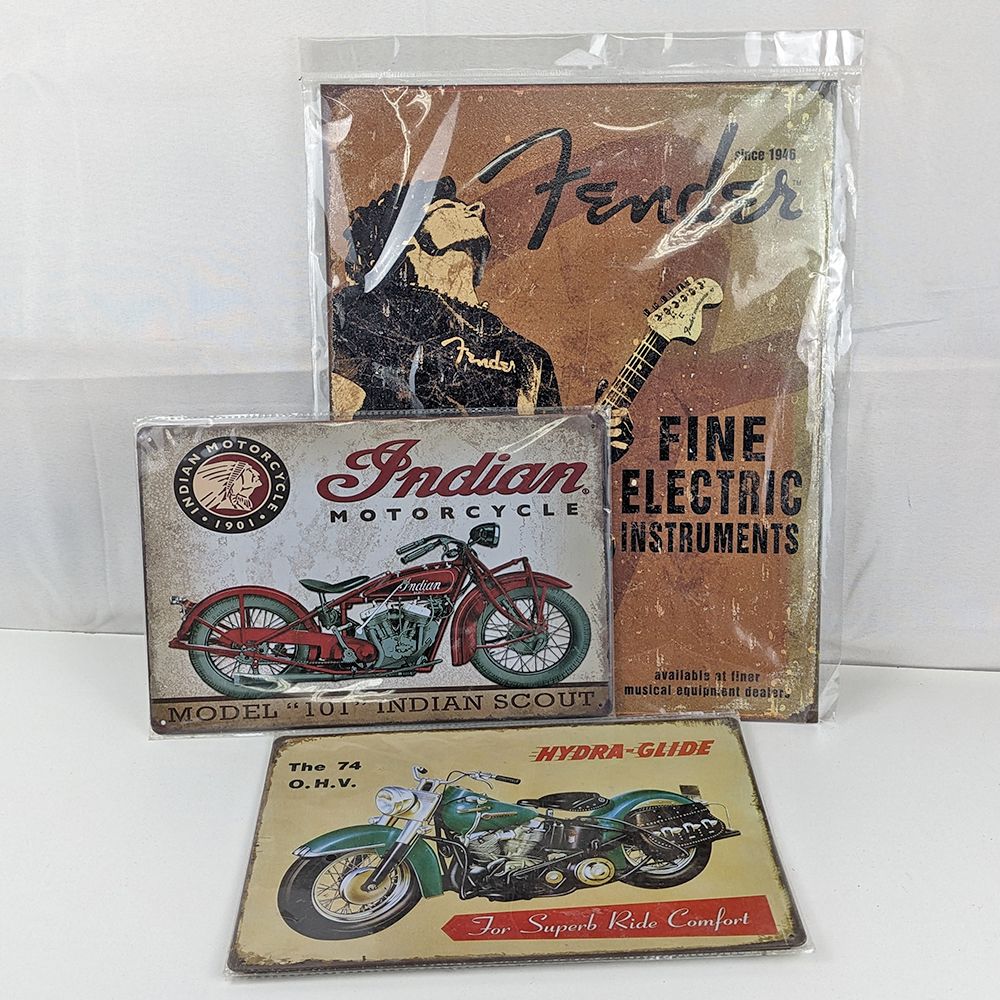 since 1946
Fender™
Fender
FINE
ELECTRIC
INSTRUMENTS
available at finer
musical equipment dealers
INDIAN MOTORCYCLE
• 1901 •
Indian®
MOTORCYCLE
Indian
MODEL "101" INDIAN SCOUT.
HYDRA-GLIDE
The 74
O.H.V.
For Superb Ride Comfort